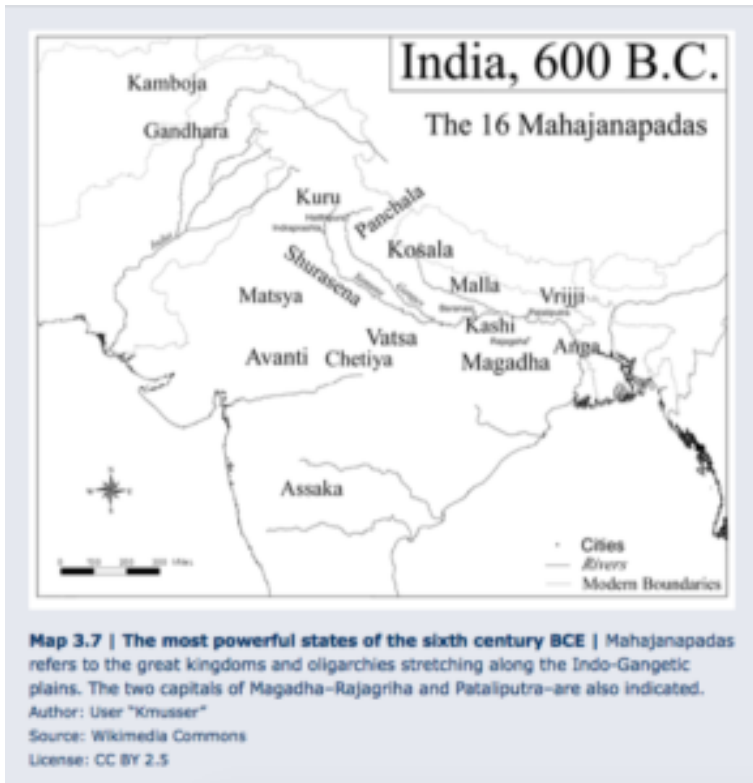 India, 600 B.C.
The 16 Mahajanapadas
Kamboja
Gandhara
Kuru
Panchala
Indraprastha
Indus
Kosala
Shurasena
Malla
Matsya
Vrijji
Kashi
Vatsa
Anga
Avanti
Chetiya
Magadha
Assaka
Cities
Rivers
Modern Boundaries
Map 3.7 | The most powerful states of the sixth century BCE | Mahajanapadas
refers to the great kingdoms and oligarchies stretching along the Indo-Gangetic
plains. The two capitals of Magadha–Rajagriha and Pataliputra–are also indicated.
Author: User "Kmusser"
Source: Wikimedia Commons
License: CC BY 2.5